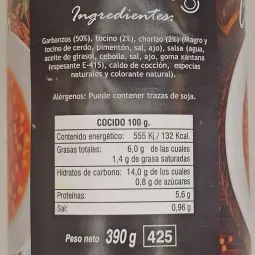 Ingredientes:
Garbanzos (50%), tocino (2%), chorizo (2%) (Magro y
tocino de cerdo, pimentón, sal, ajo), salsa (agua,
aceite de girasol, cebolla, sal, ajo, goma xántana
(espesante E-415), caldo de cocción, especias
naturales y colorante natural).
Alérgenos: Puede contener trazas de soja.
COCIDO 100 g.
Contenido energético: 555 Kj / 132 Kcal.
Grasas totales: 6,0 g de las cuales
1,4 g de grasa saturadas
Hidratos de carbono: 14,0 g de los cuales
0,8 g de azúcares
Proteínas: 5,6 g
Sal: 0,96 g
Peso neto 390 g 425